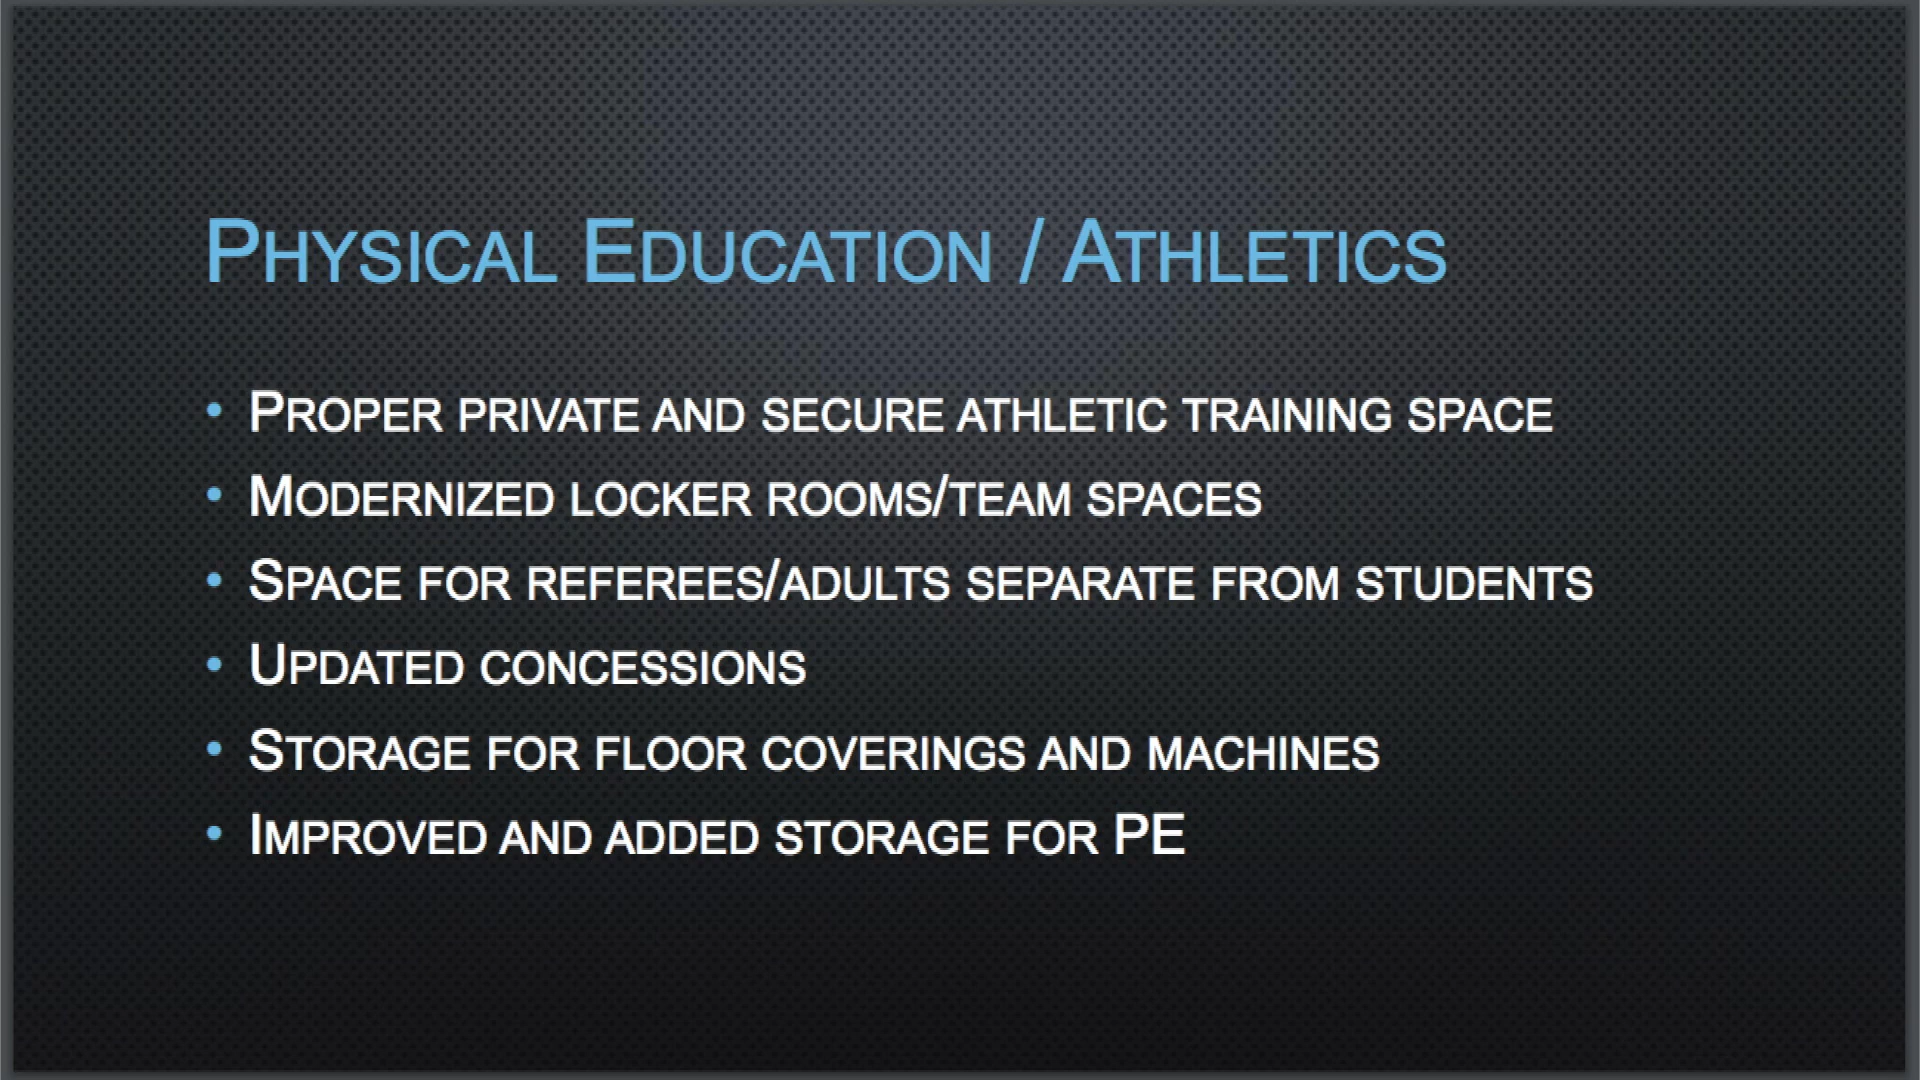 Physical Education / Athletics
• Proper private and secure athletic training space
• Modernized locker rooms/team spaces
• Space for referees/adults separate from students
• Updated concessions
• Storage for floor coverings and machines
• Improved and added storage for PE